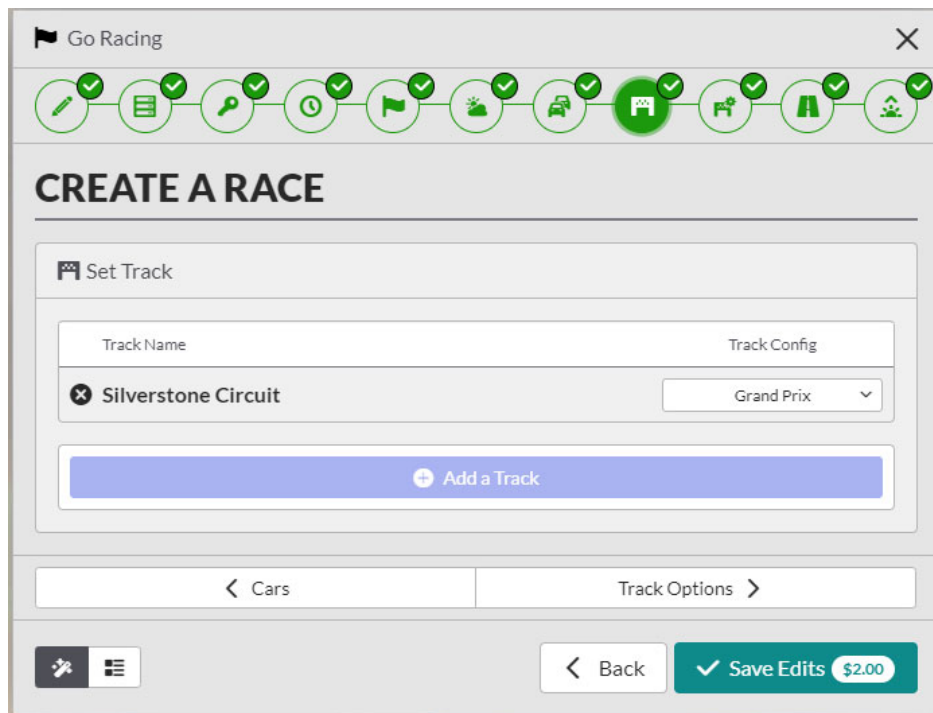 Go Racing
CREATE A RACE
Set Track
Track Name Track Config
Silverstone Circuit Grand Prix
Add a Track
Cars Track Options
Back Save Edits $2.00